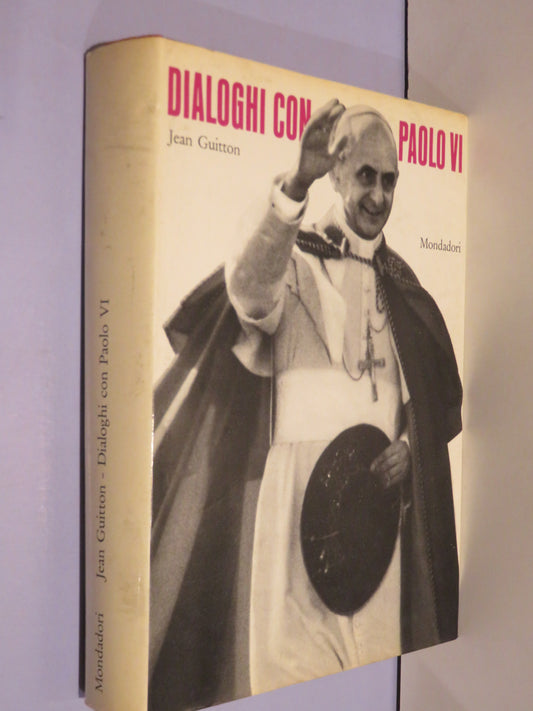 DIALOGHI CON PAOLO VI
Jean Guitton
Mondadori
Mondadori Jean Guitton - Dialoghi con Paolo VI